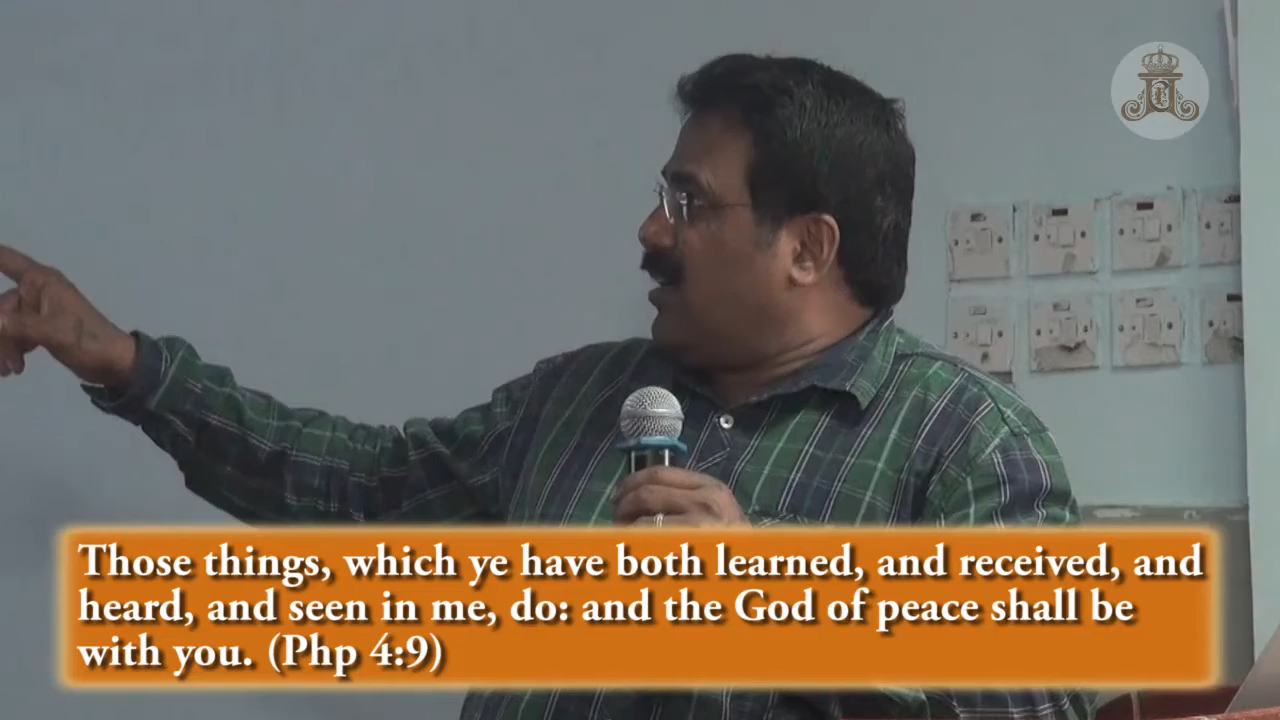 Those things, which ye have both learned, and received, and
heard, and seen in me, do: and the God of peace shall be
with you. (Php 4:9)